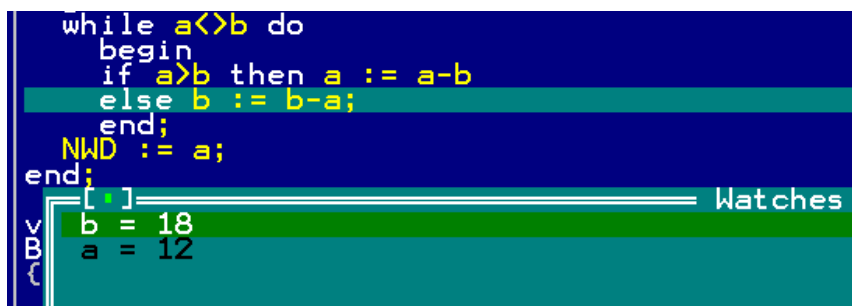 while a<>b do
begin
if a>b then a := a-b
else b := b-a;
end;
NWD := a;
end;
[▪] Watches
v b = 18
B a = 12
{